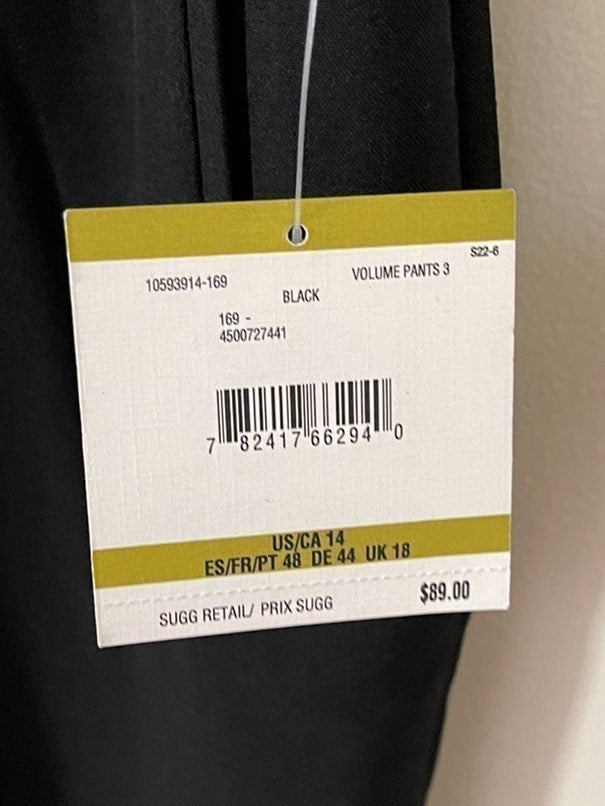 S22-6
10593914-169
VOLUME PANTS 3
BLACK
169 -
4500727441
7 82417 66294 0
US/CA 14
ES/FR/PT 48 DE 44 UK 18
SUGG RETAIL/ PRIX SUGG
$89.00